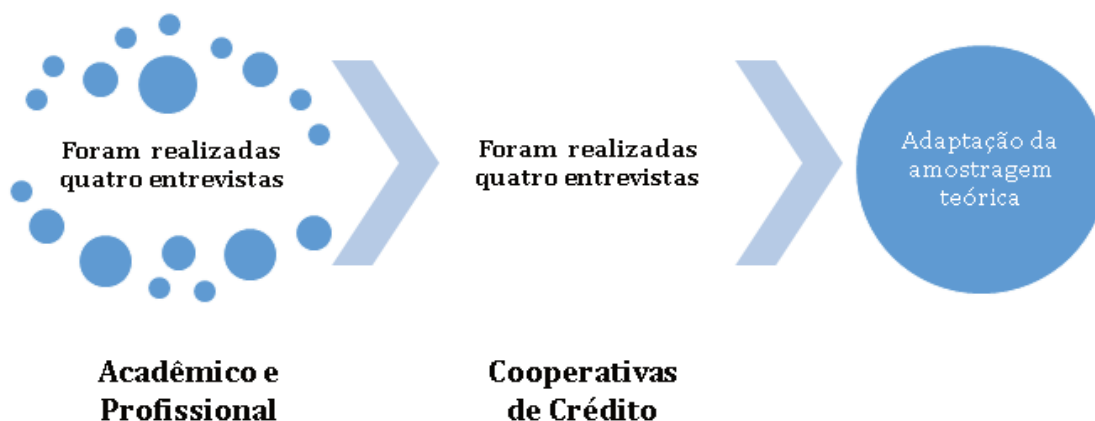 Foram realizadas
quatro entrevistas
Foram realizadas
quatro entrevistas
Adaptação da
amostragem
teórica
Acadêmico e
Profissional
Cooperativas
de Crédito